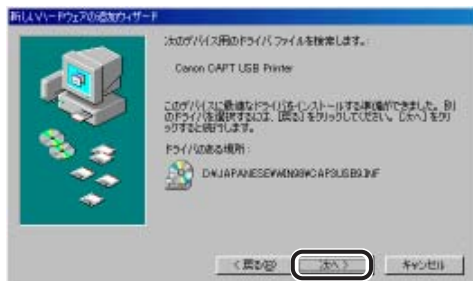 新しいハードウェアの追加ウィザード
次のデバイス用のドライバ ファイルを検索します。:
Canon CAPT USB Printer
このデバイスに最適なドライバをインストールする準備ができました。別
のドライバを選択するには、[戻る] をクリックしてください。[次へ] をクリ
ックすると続行します。
ドライバのある場所:
D:¥JAPANESE¥WIN98¥CAP3USB9.INF
< 戻る(B)
次へ >
キャンセル